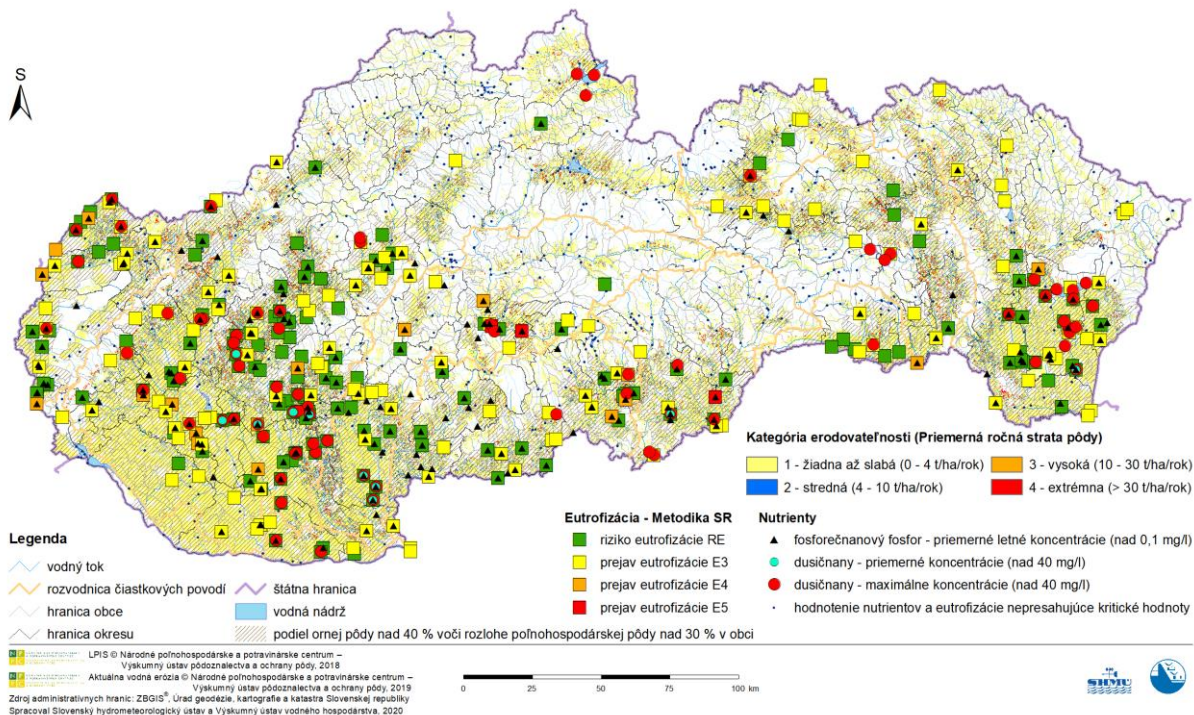 S
Kategória erodovateľnosti (Priemerná ročná strata pôdy)
1 - žiadna až slabá (0 - 4 t/ha/rok)
3 - vysoká (10 - 30 t/ha/rok)
2 - stredná (4 - 10 t/ha/rok)
4 - extrémna (> 30 t/ha/rok)
Eutrofizácia - Metodika SR
riziko eutrofizácie RE
prejav eutrofizácie E3
prejav eutrofizácie E4
prejav eutrofizácie E5
Nutrienty
fosforečnanový fosfor - priemerné letné koncentrácie (nad 0,1 mg/l)
dusičnany - priemerné koncentrácie (nad 40 mg/l)
dusičnany - maximálne koncentrácie (nad 40 mg/l)
hodnotenie nutrientov a eutrofizácie nepresahujúce kritické hodnoty
Legenda
vodný tok
rozvodnica čiastkových povodí
štátna hranica
hranica obce
vodná nádrž
hranica okresu
podiel ornej pôdy nad 40 % voči rozlohe poľnohospodárskej pôdy nad 30 % v obci
LPIS © Národné poľnohospodárske a potravinárske centrum –
Výskumný ústav pôdoznalectva a ochrany pôdy, 2018
Aktuálna vodná erózia © Národné poľnohospodárske a potravinárske centrum –
Výskumný ústav pôdoznalectva a ochrany pôdy, 2019
Zdroj administratívnych hraníc: ZBGIS®, Úrad geodézie, kartografie a katastra Slovenskej republiky
Spracoval Slovenský hydrometeorologický ústav a Výskumný ústav vodného hospodárstva, 2020
0 25 50 75 100 km
SHMÚ